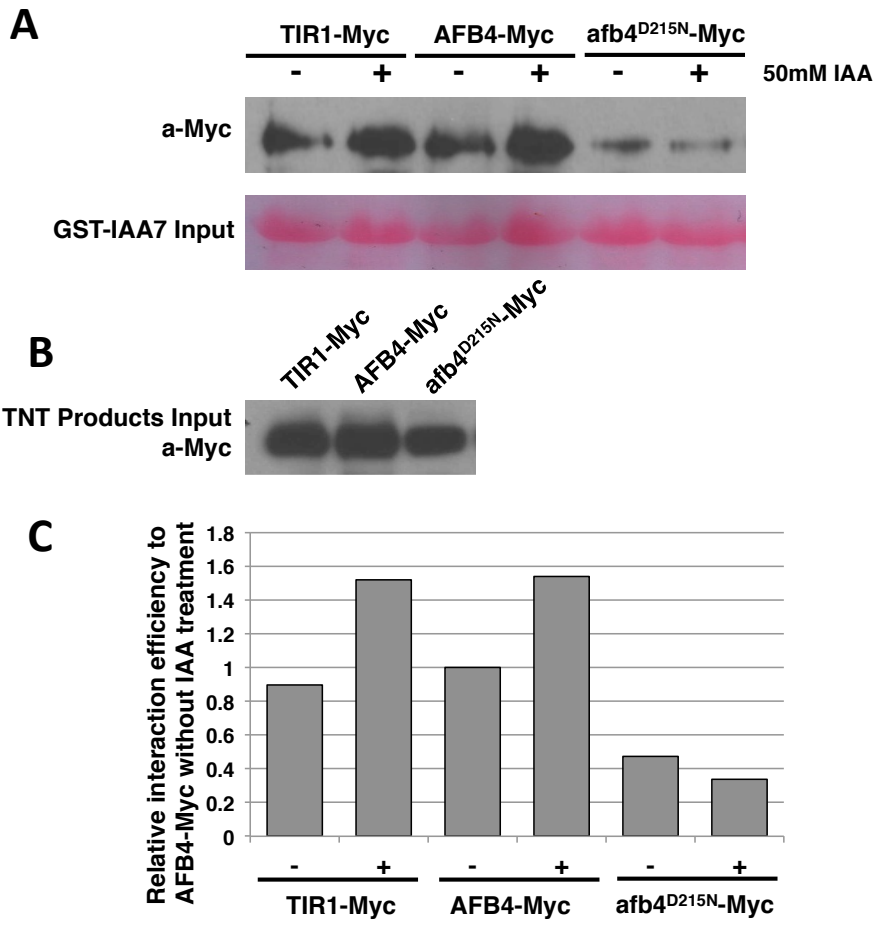 A
TIR1-Myc AFB4-Myc afb4D215N-Myc
- + - + - + 50mM IAA
a-Myc
GST-IAA7 Input
B
TIR1-Myc AFB4-Myc afb4D215N-Myc
TNT Products Input
a-Myc
C
Relative interaction efficiency to
AFB4-Myc without IAA treatment
1.8
1.6
1.4
1.2
1
0.8
0.6
0.4
0.2
0
- + - + - +
TIR1-Myc AFB4-Myc afb4D215N-Myc